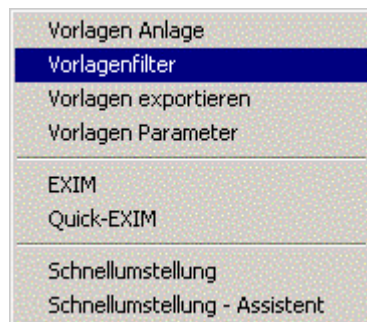 Vorlagen Anlage
Vorlagenfilter
Vorlagen exportieren
Vorlagen Parameter
EXIM
Quick-EXIM
Schnellumstellung
Schnellumstellung - Assistent